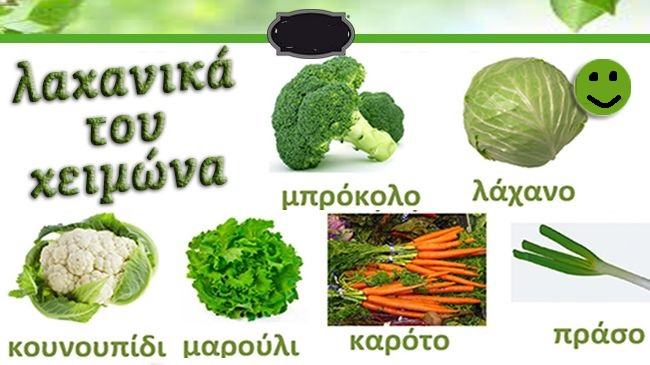 λαχανικά
του
χειμώνα
μπρόκολο
λάχανο
κουνουπίδι
μαρούλι
καρότο
πράσο